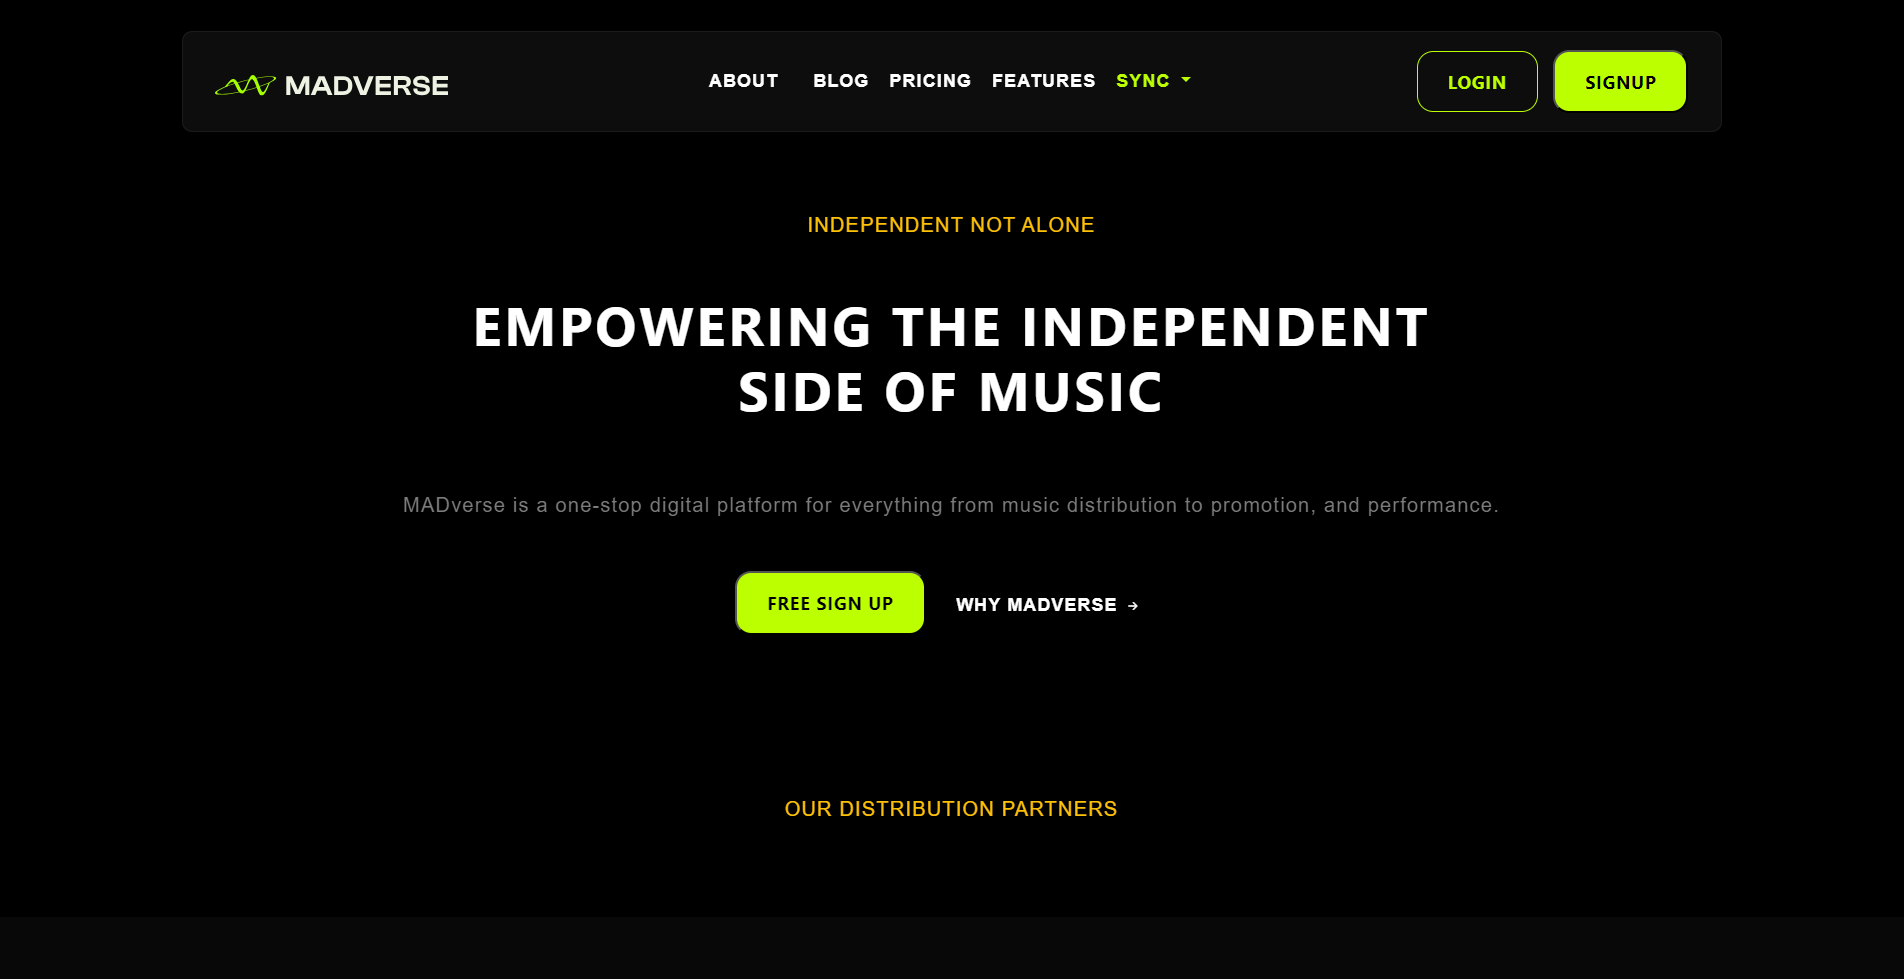 MADVERSE
ABOUT BLOG PRICING FEATURES SYNC
LOGIN
SIGNUP
INDEPENDENT NOT ALONE
EMPOWERING THE INDEPENDENT
SIDE OF MUSIC
MADverse is a one-stop digital platform for everything from music distribution to promotion, and performance.
FREE SIGN UP
WHY MADVERSE →
OUR DISTRIBUTION PARTNERS